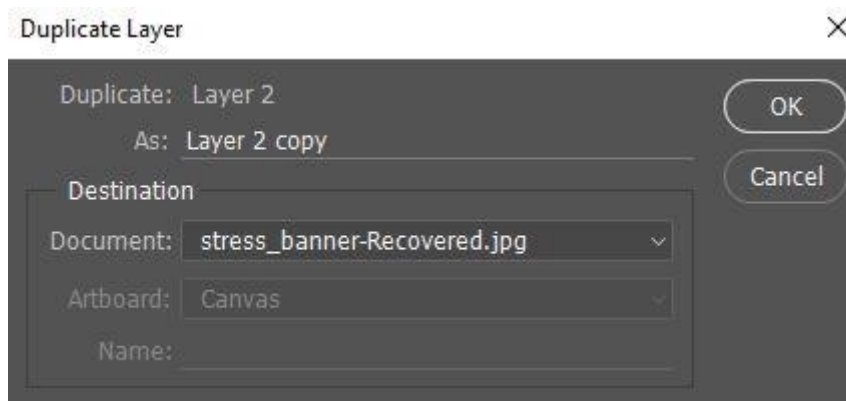 Duplicate Layer
Duplicate: Layer 2
As: Layer 2 copy
OK
Cancel
Destination
Document: stress_banner-Recovered.jpg
Artboard: Canvas
Name: